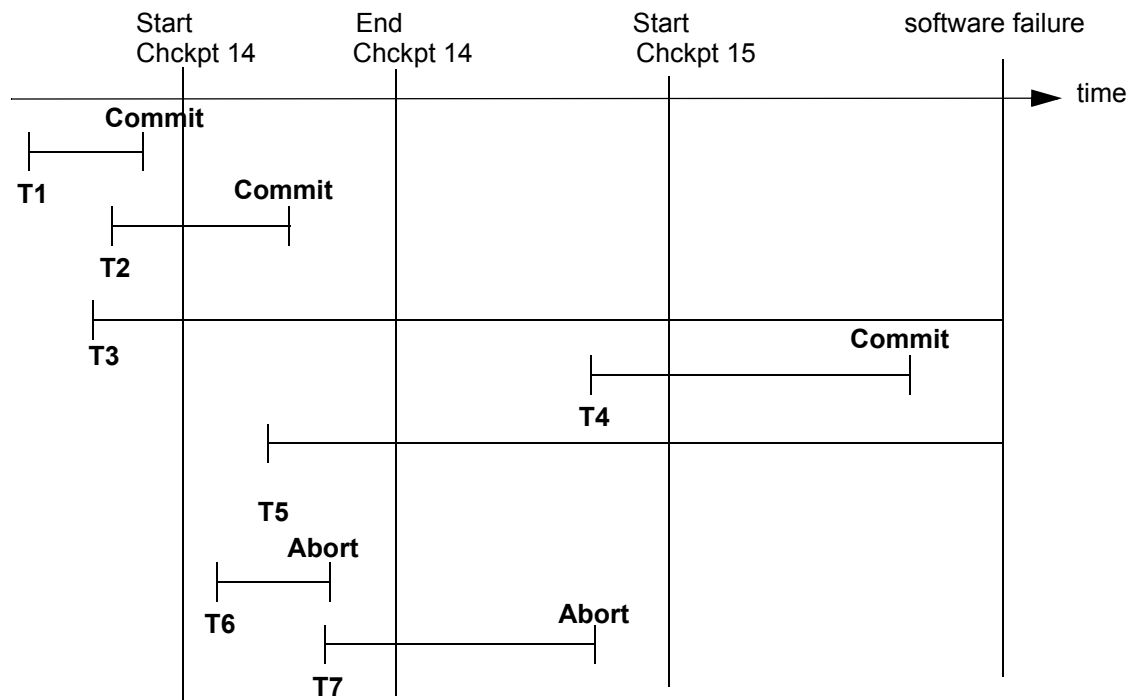 Start
Chckpt 14
End
Chckpt 14
Start
Chckpt 15
software failure
time
Commit
T1
Commit
T2
T3
Commit
T4
T5
Abort
T6
Abort
T7